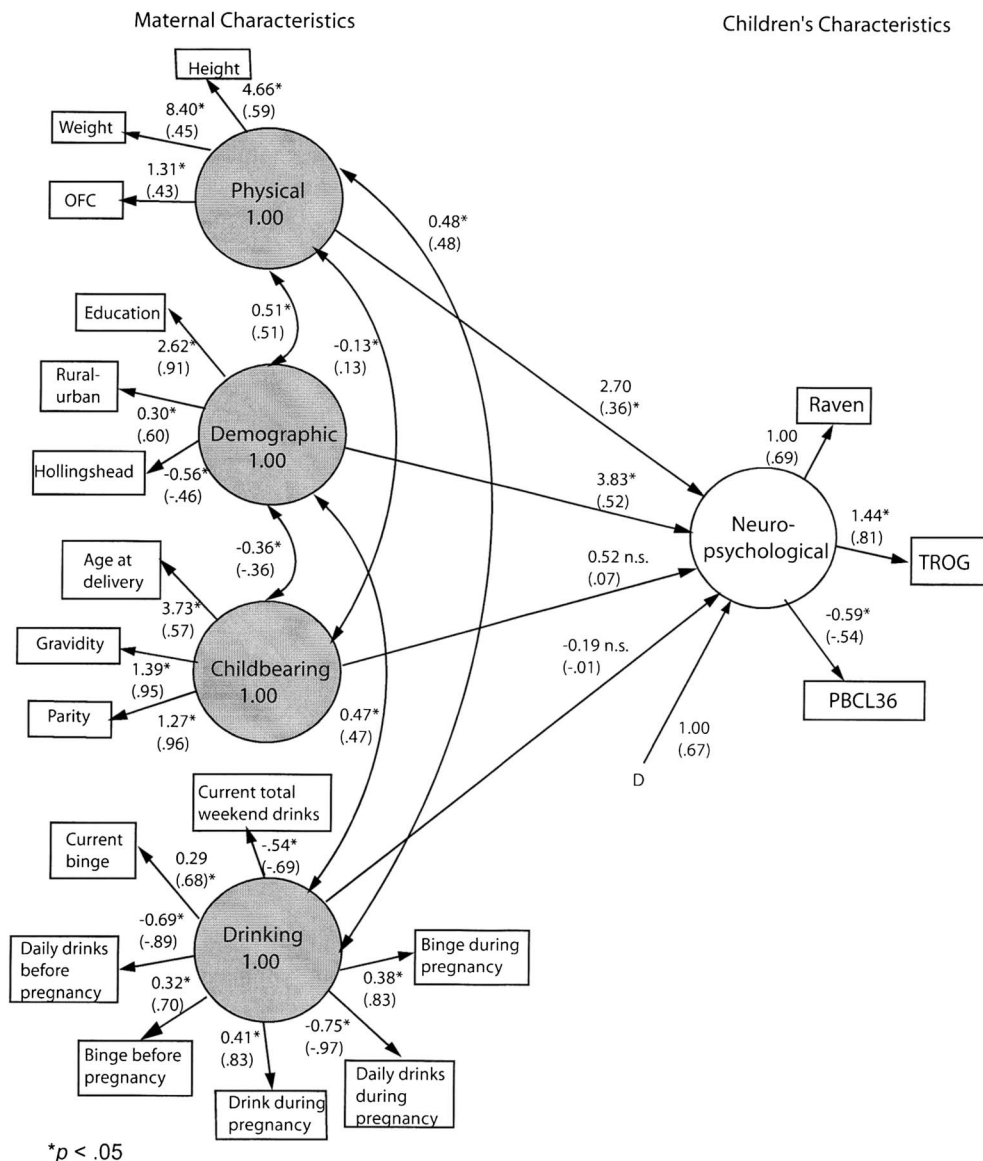 Maternal Characteristics
Children's Characteristics
Height
4.66*
(.59)
8.40*
(.45)
Weight
1.31*
(.43)
OFC
Physical
1.00
0.48*
(.48)
Education
2.62*
(.91)
0.51*
(.51)
-0.13*
(.13)
Rural-
urban
0.30*
(.60)
Demographic
1.00
Hollingshead
-0.56*
(-.46)
2.70
(.36)*
Raven
1.00
(.69)
3.83*
(.52)
Neuro-
psychological
1.44*
(.81)
TROG
-0.36*
(-.36)
Age at
delivery
3.73*
(.57)
0.52 n.s.
(.07)
Gravidity
1.39*
(.95)
Childbearing
1.00
-0.19 n.s.
(-.01)
-0.59*
(-.54)
PBCL36
Parity
1.27*
(.96)
0.47*
(.47)
1.00
(.67)
D
Current total
weekend drinks
-.54*
(-.69)
Current
binge
0.29
(.68)*
-0.69*
(-.89)
Daily drinks
before
pregnancy
Drinking
1.00
Binge during
pregnancy
0.38*
(.83)
0.32*
(.70)
Binge before
pregnancy
0.41*
(.83)
Drink during
pregnancy
-0.75*
(-.97)
Daily drinks
during
pregnancy
*p < .05